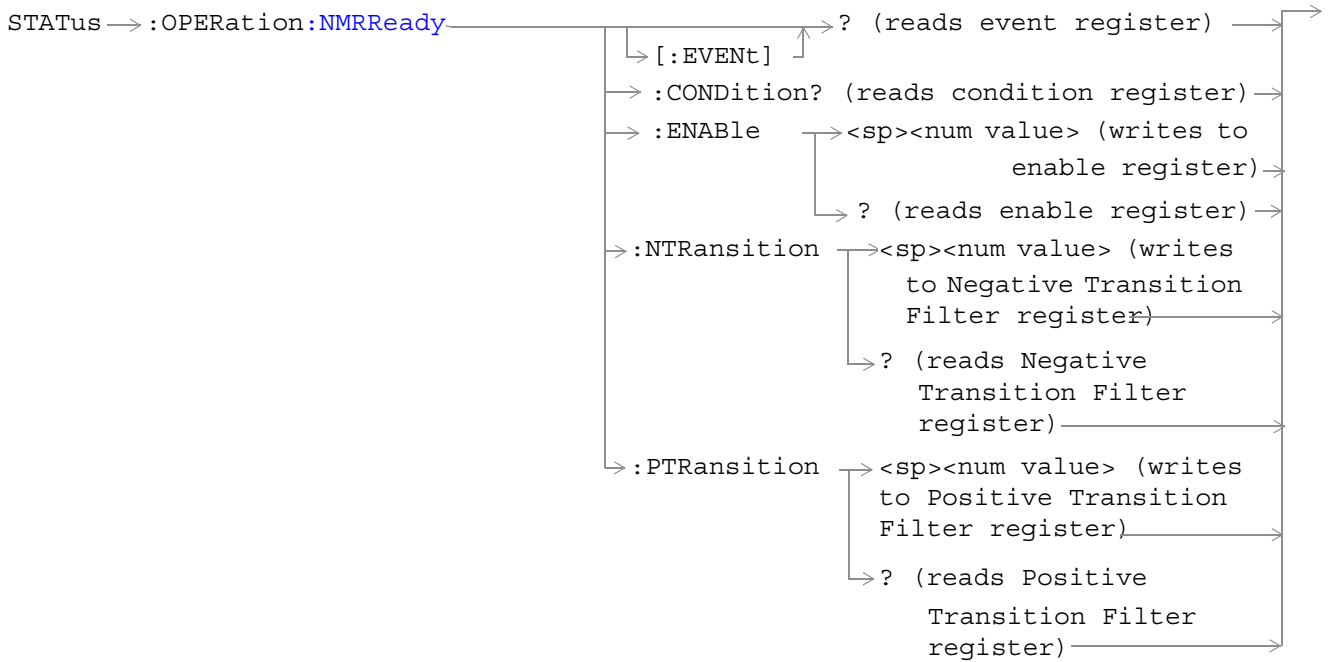 STATus :OPERation:NMRReady ? (reads event register)
[:EVENt]
:CONDition? (reads condition register)
:ENABle <sp><num value> (writes to
enable register)
? (reads enable register)
:NTRansition <sp><num value> (writes
to Negative Transition
Filter register)
? (reads Negative
Transition Filter
register)
:PTRansition <sp><num value> (writes
to Positive Transition
Filter register)
? (reads Positive
Transition Filter
register)